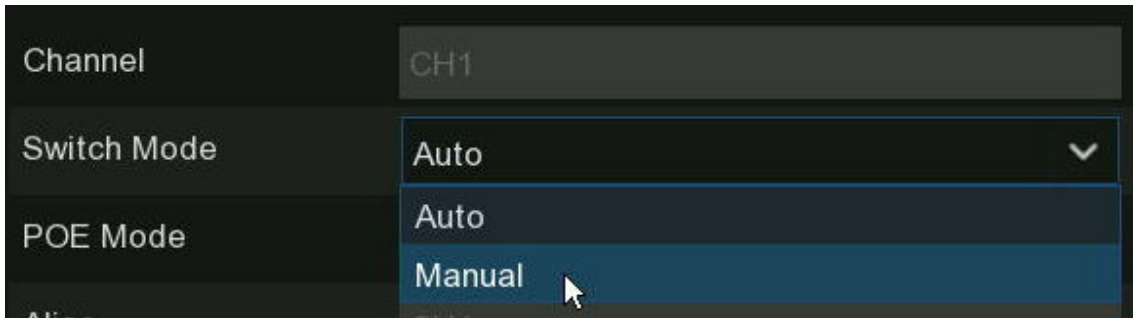 Channel CH1
Switch Mode Auto
Auto
POE Mode
Manual